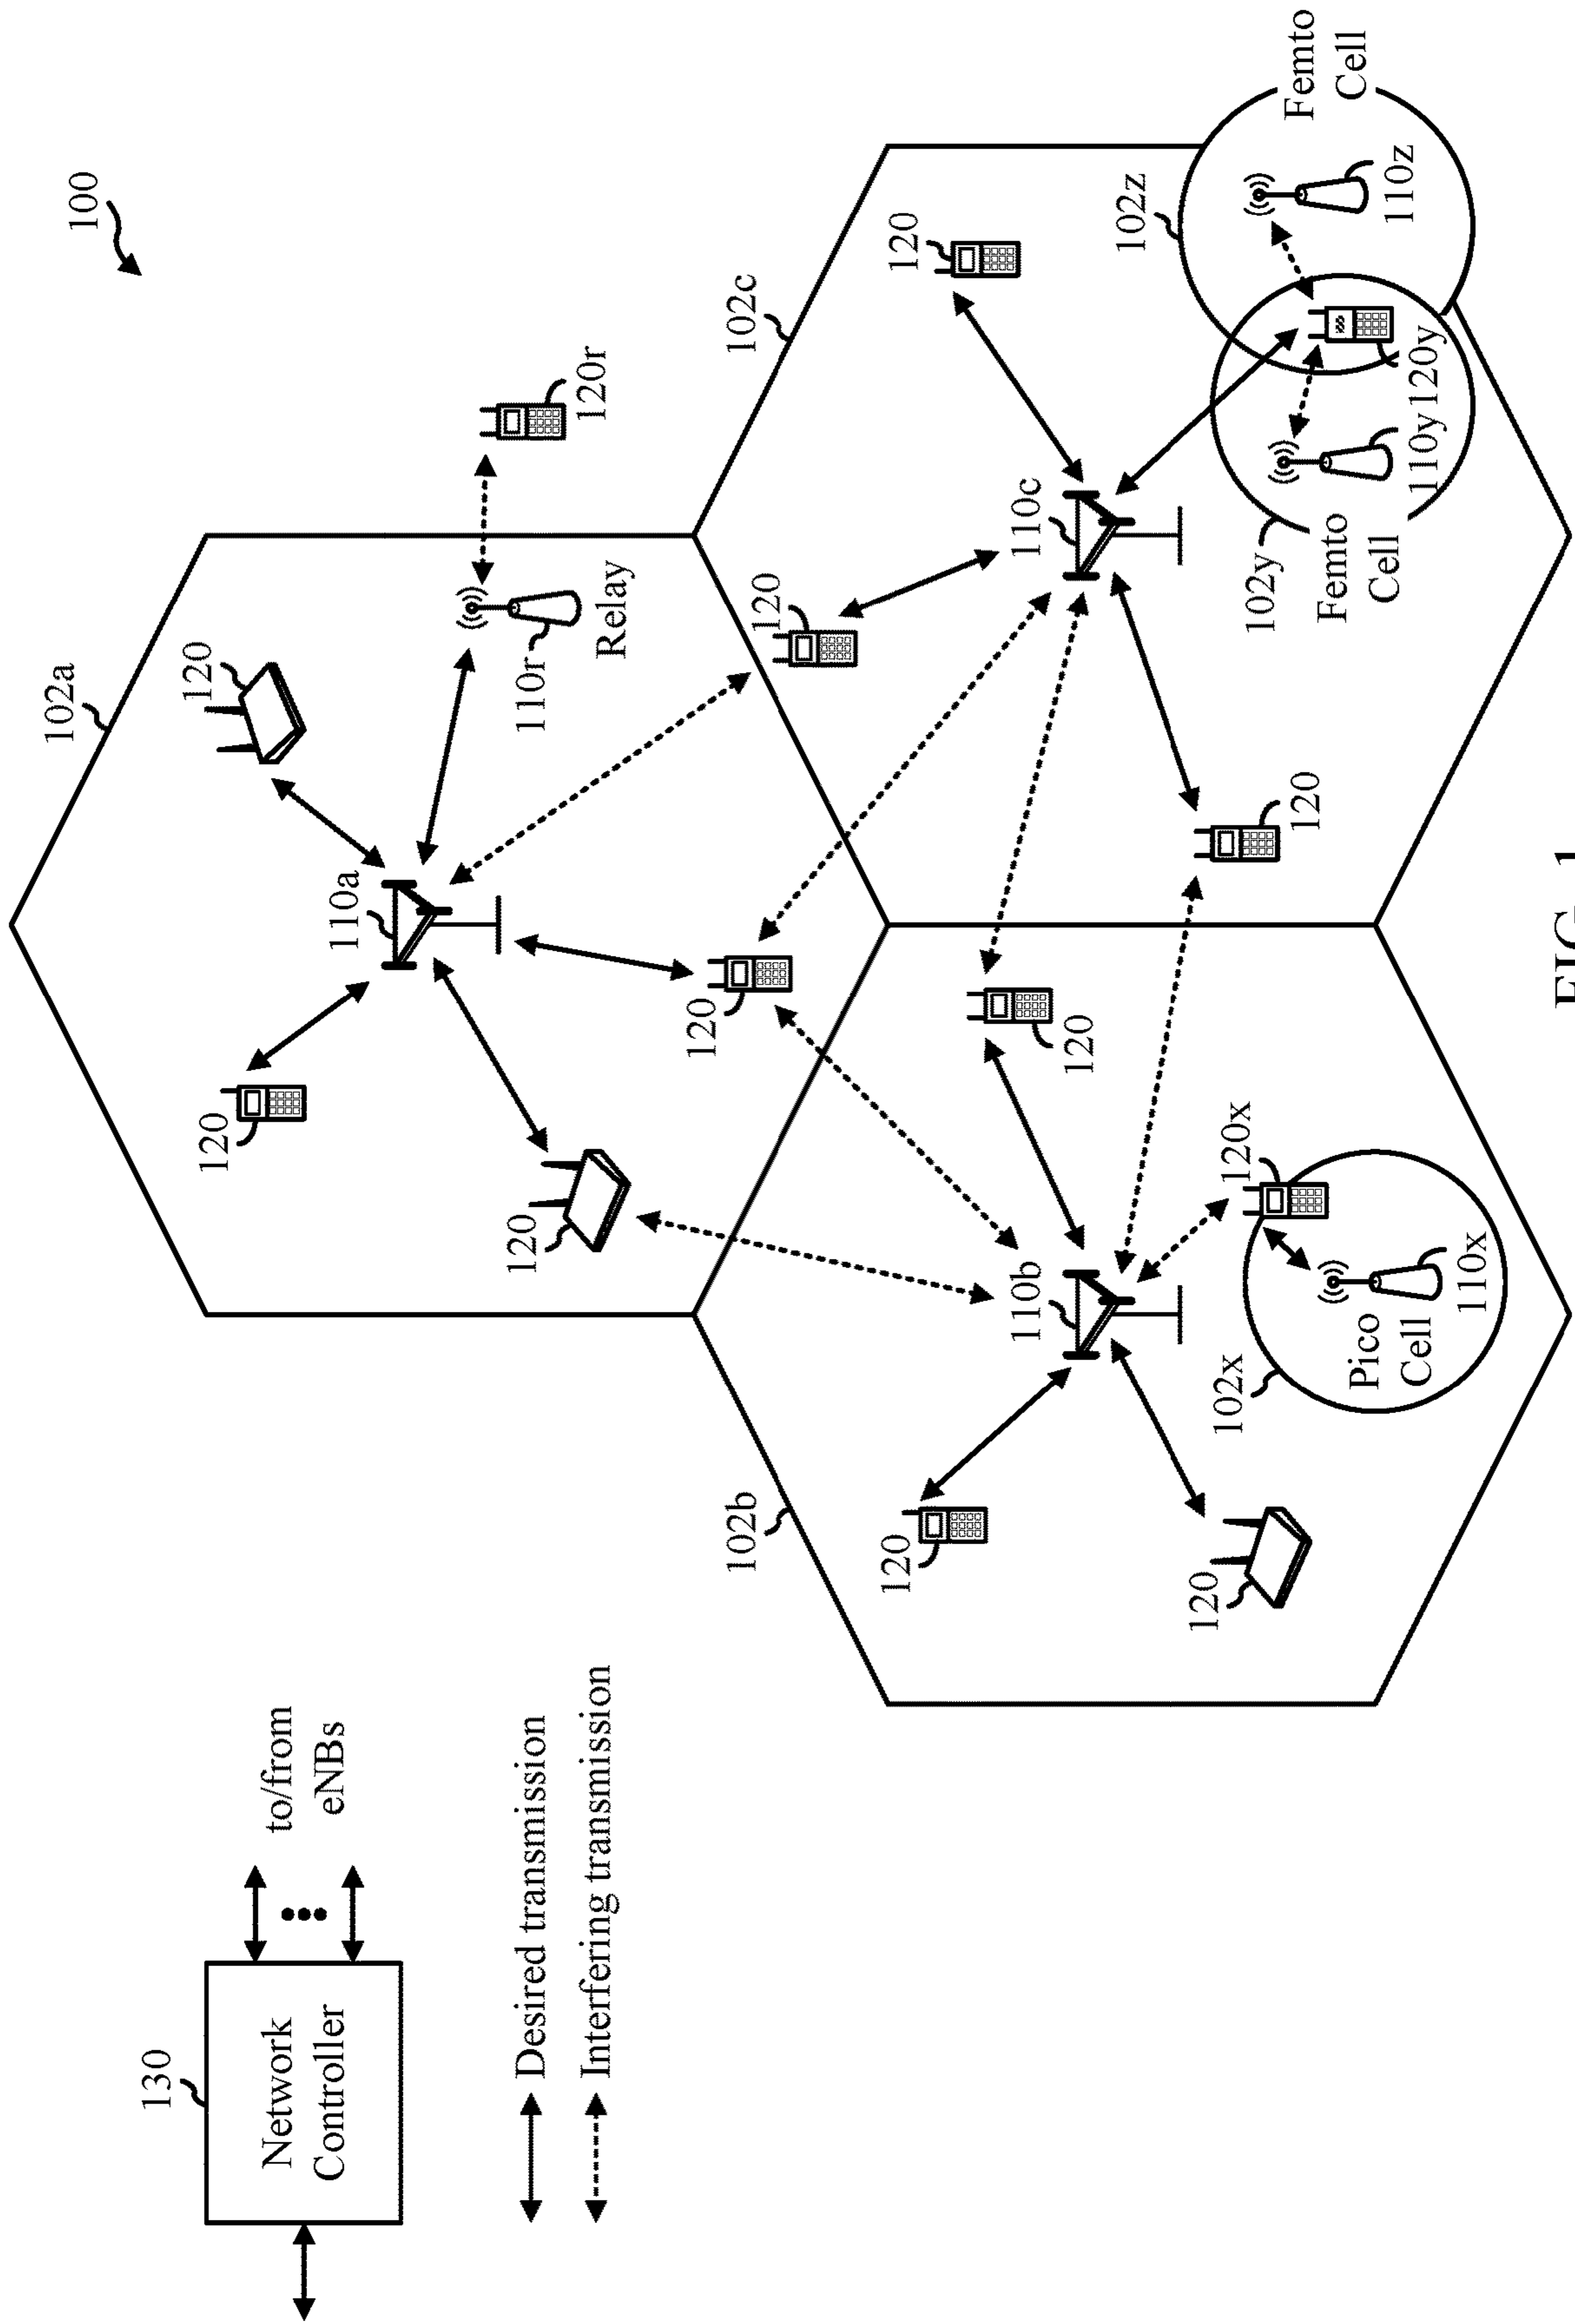 100
130
Network
Controller
to/from
eNBs
Desired transmission
Interfering transmission
102a
120
120
110a
120
120
110r
Relay
120r
120
102b
120
120
110b
120
120x
102x
Pico
Cell
110x
102c
120
120
110c
120
102y
Femto
Cell
110y
120y
102z
110z
Femto
Cell